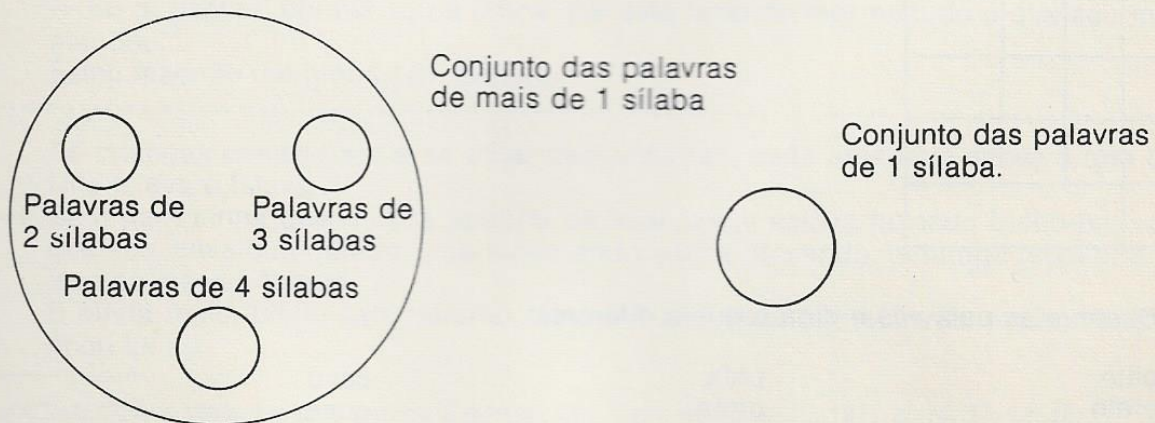 Conjunto das palavras
de mais de 1 sílaba
Conjunto das palavras
de 1 sílaba.
Palavras de
2 sílabas
Palavras de
3 sílabas
Palavras de 4 sílabas